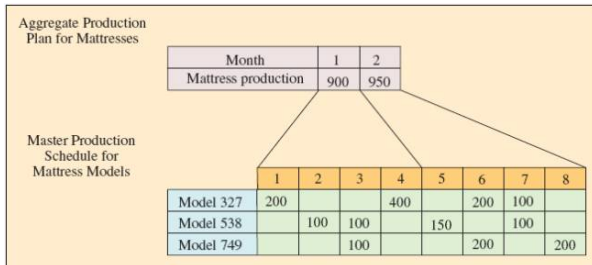 Aggregate Production
Plan for Mattresses
Month 1 2
Mattress production 900 950
Master Production
Schedule for
Mattress Models
1 2 3 4 5 6 7 8
Model 327 200 400 200 100
Model 538 100 100 150 100
Model 749 100 200 200